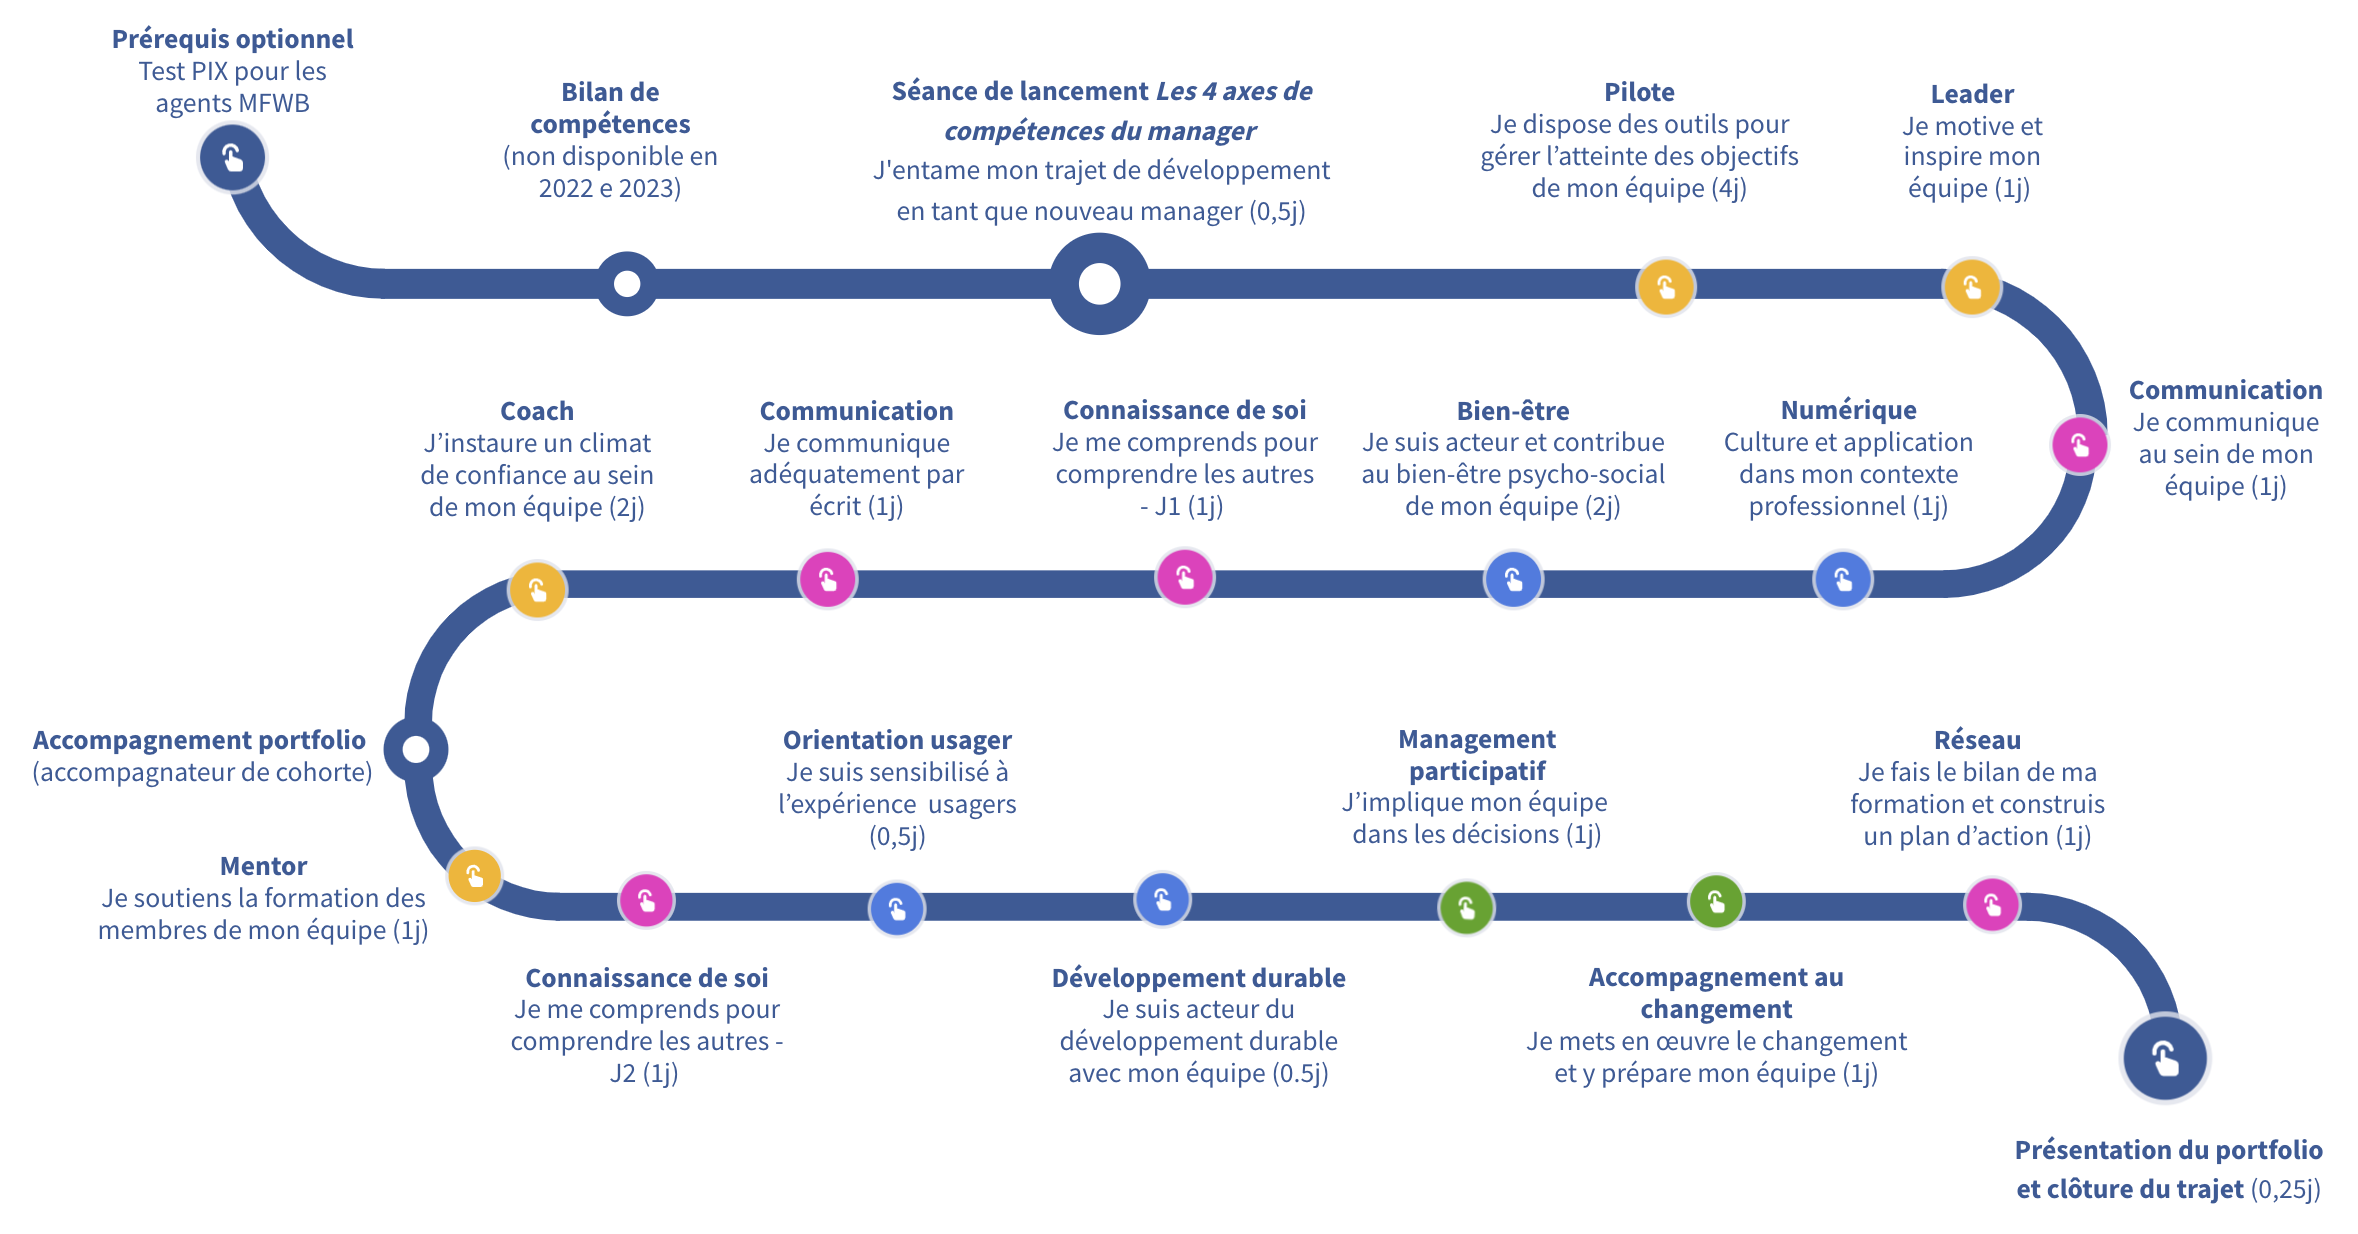 Prérequis optionnel
Test PIX pour les
agents MFWB
Bilan de
compétences
(non disponible en
2022 e 2023)
Séance de lancement Les 4 axes de
compétences du manager
J'entame mon trajet de développement
en tant que nouveau manager (0,5j)
Pilote
Je dispose des outils pour
gérer l’atteinte des objectifs
de mon équipe (4j)
Leader
Je motive et
inspire mon
équipe (1j)
Communication
Je communique
au sein de mon
équipe (1j)
Numérique
Culture et application
dans mon contexte
professionnel (1j)
Bien-être
Je suis acteur et contribue
au bien-être psycho-social
de mon équipe (2j)
Connaissance de soi
Je me comprends pour
comprendre les autres
- J1 (1j)
Communication
Je communique
adéquatement par
écrit (1j)
Coach
J’instaure un climat
de confiance au sein
de mon équipe (2j)
Accompagnement portfolio
(accompagnateur de cohorte)
Mentor
Je soutiens la formation des
membres de mon équipe (1j)
Connaissance de soi
Je me comprends pour
comprendre les autres -
J2 (1j)
Orientation usager
Je suis sensibilisé à
l’expérience  usagers
(0,5j)
Développement durable
Je suis acteur du
développement durable
avec mon équipe (0.5j)
Management
participatif
J’implique mon équipe
dans les décisions (1j)
Accompagnement au
changement
Je mets en œuvre le changement
et y prépare mon équipe (1j)
Réseau
Je fais le bilan de ma
formation et construis
un plan d’action (1j)
Présentation du portfolio
et clôture du trajet (0,25j)